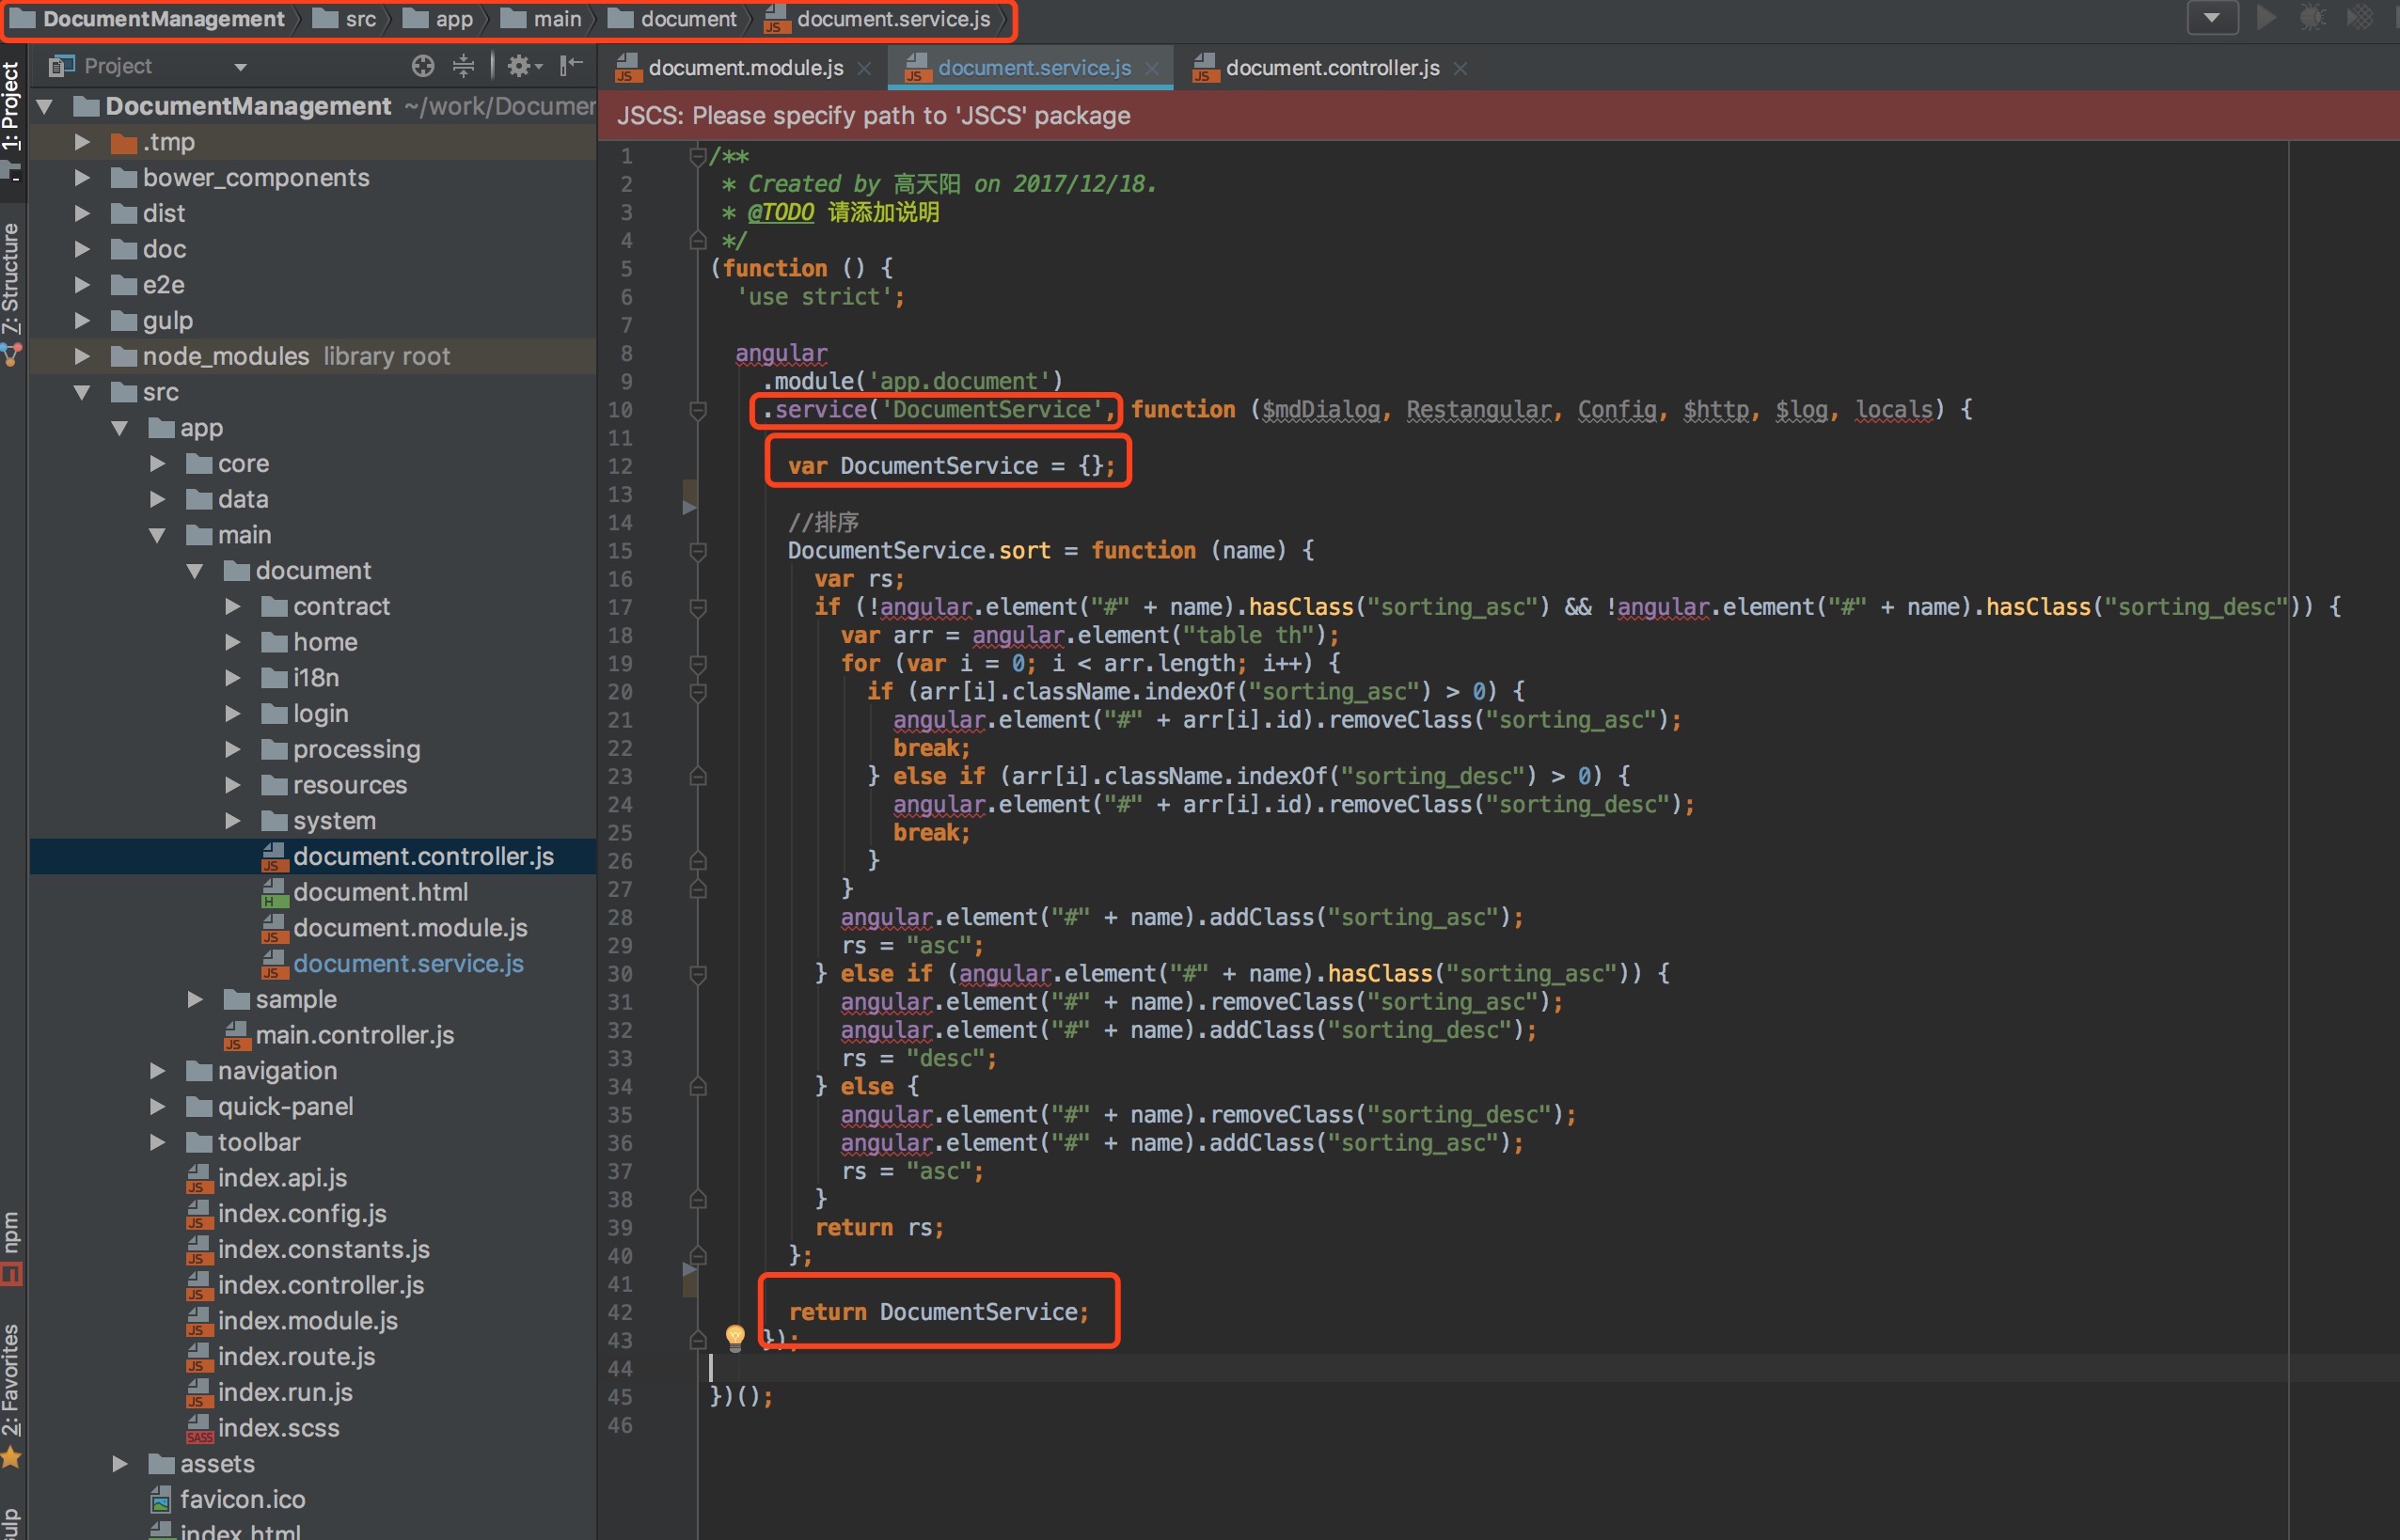 DocumentManagement src app main document document.service.js
Project
document.module.js document.service.js document.controller.js
JSCS: Please specify path to 'JSCS' package
1: Project
7: Structure
npm
2: Favorites
DocumentManagement ~/work/Documen
.tmp
bower_components
dist
doc
e2e
gulp
node_modules library root
src
app
core
data
main
document
contract
home
i18n
login
processing
resources
system
document.controller.js
document.html
document.module.js
document.service.js
sample
main.controller.js
navigation
quick-panel
toolbar
index.api.js
index.config.js
index.constants.js
index.controller.js
index.module.js
index.route.js
index.run.js
index.scss
assets
favicon.ico
index.html
1 /**
2 * Created by 高天阳 on 2017/12/18.
3 * @TODO 请添加说明
4 */
5 (function () {
6 'use strict';
7
8 angular
9 .module('app.document')
10 .service('DocumentService', function ($mdDialog, Restangular, Config, $http, $log, locals) {
11
12 var DocumentService = {};
13
14 //排序
15 DocumentService.sort = function (name) {
16 var rs;
17 if (!angular.element("#" + name).hasClass("sorting_asc") && !angular.element("#" + name).hasClass("sorting_desc")) {
18 var arr = angular.element("table th");
19 for (var i = 0; i < arr.length; i++) {
20 if (arr[i].className.indexOf("sorting_asc") > 0) {
21 angular.element("#" + arr[i].id).removeClass("sorting_asc");
22 break;
23 } else if (arr[i].className.indexOf("sorting_desc") > 0) {
24 angular.element("#" + arr[i].id).removeClass("sorting_desc");
25 break;
26 }
27 }
28 angular.element("#" + name).addClass("sorting_asc");
29 rs = "asc";
30 } else if (angular.element("#" + name).hasClass("sorting_asc")) {
31 angular.element("#" + name).removeClass("sorting_asc");
32 angular.element("#" + name).addClass("sorting_desc");
33 rs = "desc";
34 } else {
35 angular.element("#" + name).removeClass("sorting_desc");
36 angular.element("#" + name).addClass("sorting_asc");
37 rs = "asc";
38 }
39 return rs;
40 };
41
42 return DocumentService;
43 });
44
45 })();
46